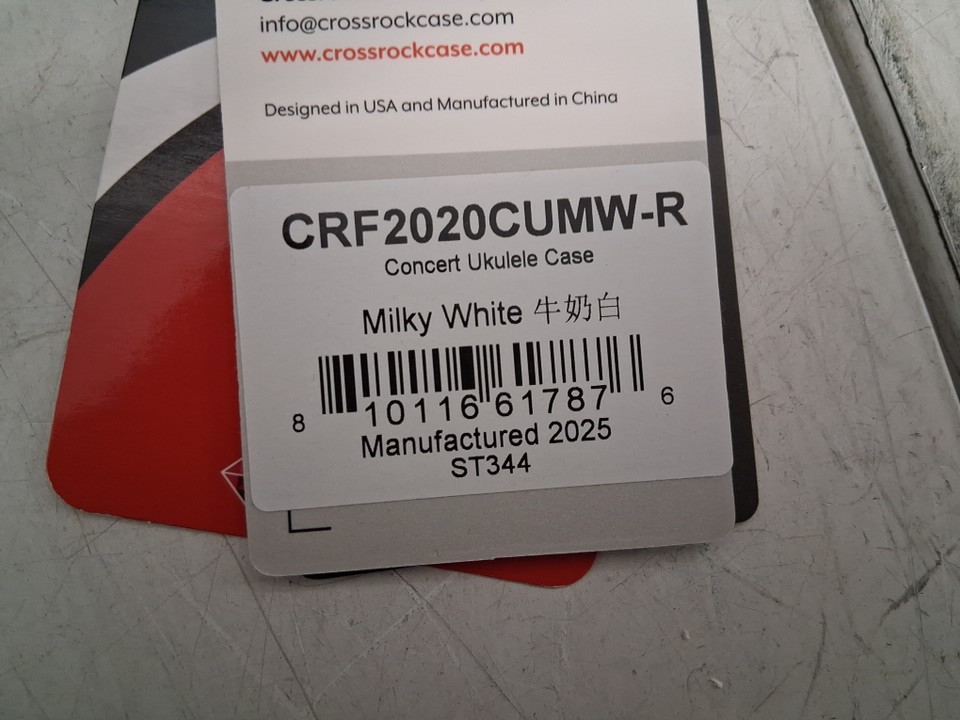 info@crossrockcase.com
www.crossrockcase.com
Designed in USA and Manufactured in China
CRF2020CUMW-R
Concert Ukulele Case
Milky White 牛奶白
8 10116 61787 6
Manufactured 2025
ST344